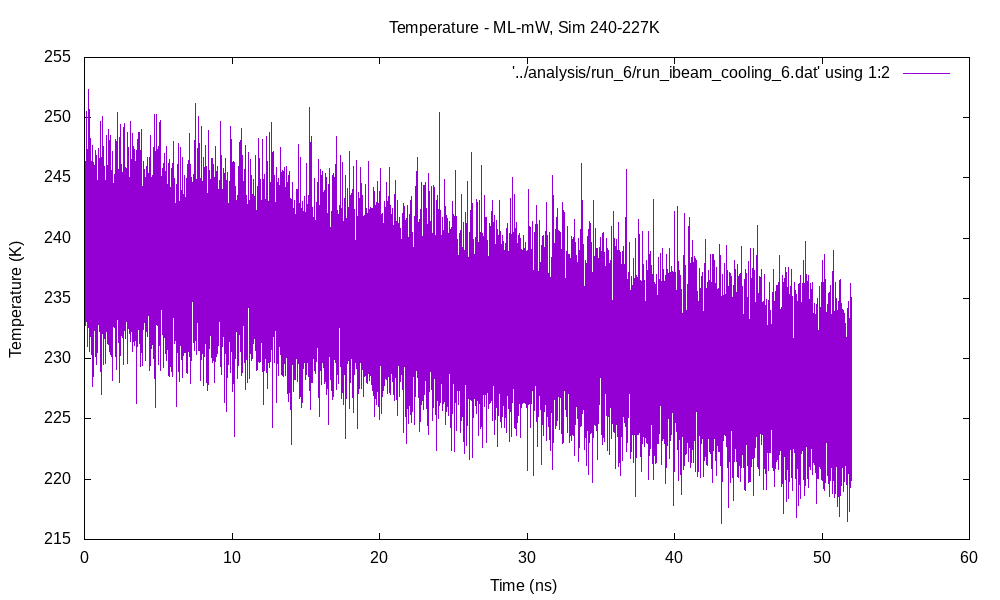 Temperature - ML-mW, Sim 240-227K
'../analysis/run_6/run_ibeam_cooling_6.dat' using 1:2
255
250
245
240
235
230
225
220
215
Temperature (K)
0 10 20 30 40 50 60
Time (ns)